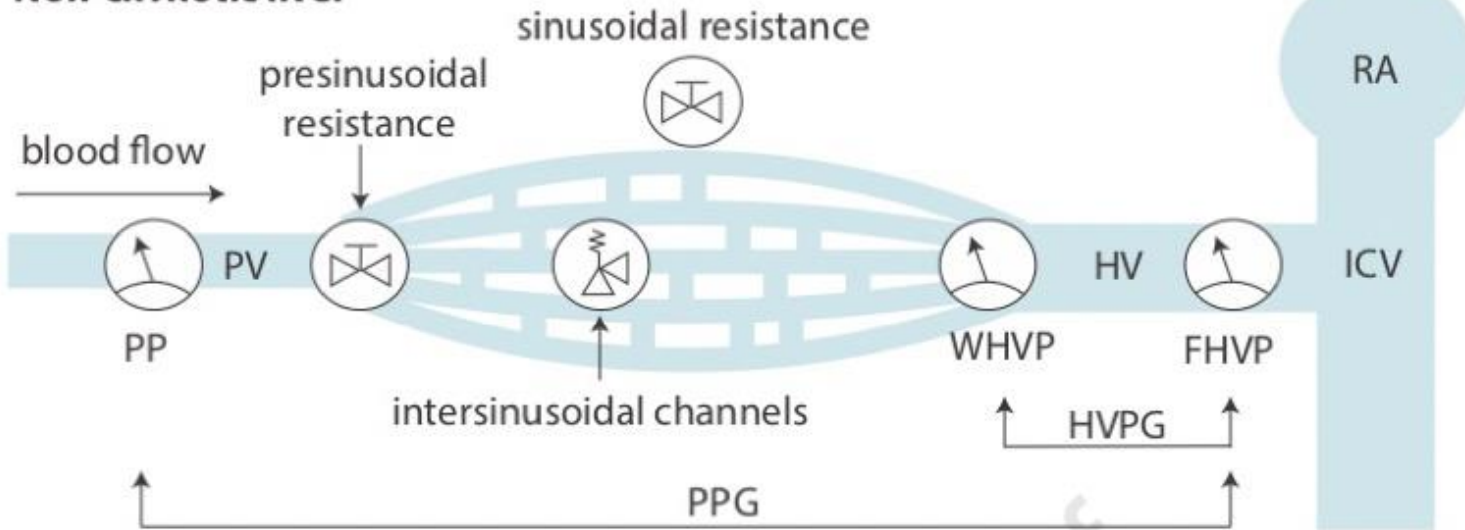 sinusoidal resistance
presinusoidal
resistance
blood flow
RA
PV
HV
ICV
PP
WHVP
FHVP
intersinusoidal channels
HVPG
PPG